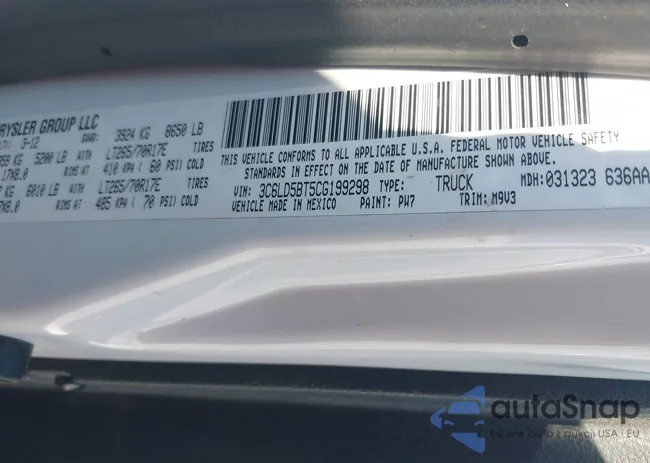 RYSLER GROUP LLC
3-12 GVWR: 3924 KG 8650 LB
5200 LB WITH LT265/70R17E TIRES
17X8.0 RIMS AT 410 KPA ( 60 PSI) COLD
KG 6010 LB WITH LT265/70R17E TIRES
7X8.0 RIMS AT 485 KPA ( 70 PSI) COLD
THIS VEHICLE CONFORMS TO ALL APPLICABLE U.S.A. FEDERAL MOTOR VEHICLE SAFETY
STANDARDS IN EFFECT ON THE DATE OF MANUFACTURE SHOWN ABOVE.
VIN: 3C6LD5BT5CG199298 TYPE: TRUCK MDH: 031323 636AA
VEHICLE MADE IN MEXICO PAINT: PW7 TRIM: M9V3
autoSnap
z aukcji USA i EU